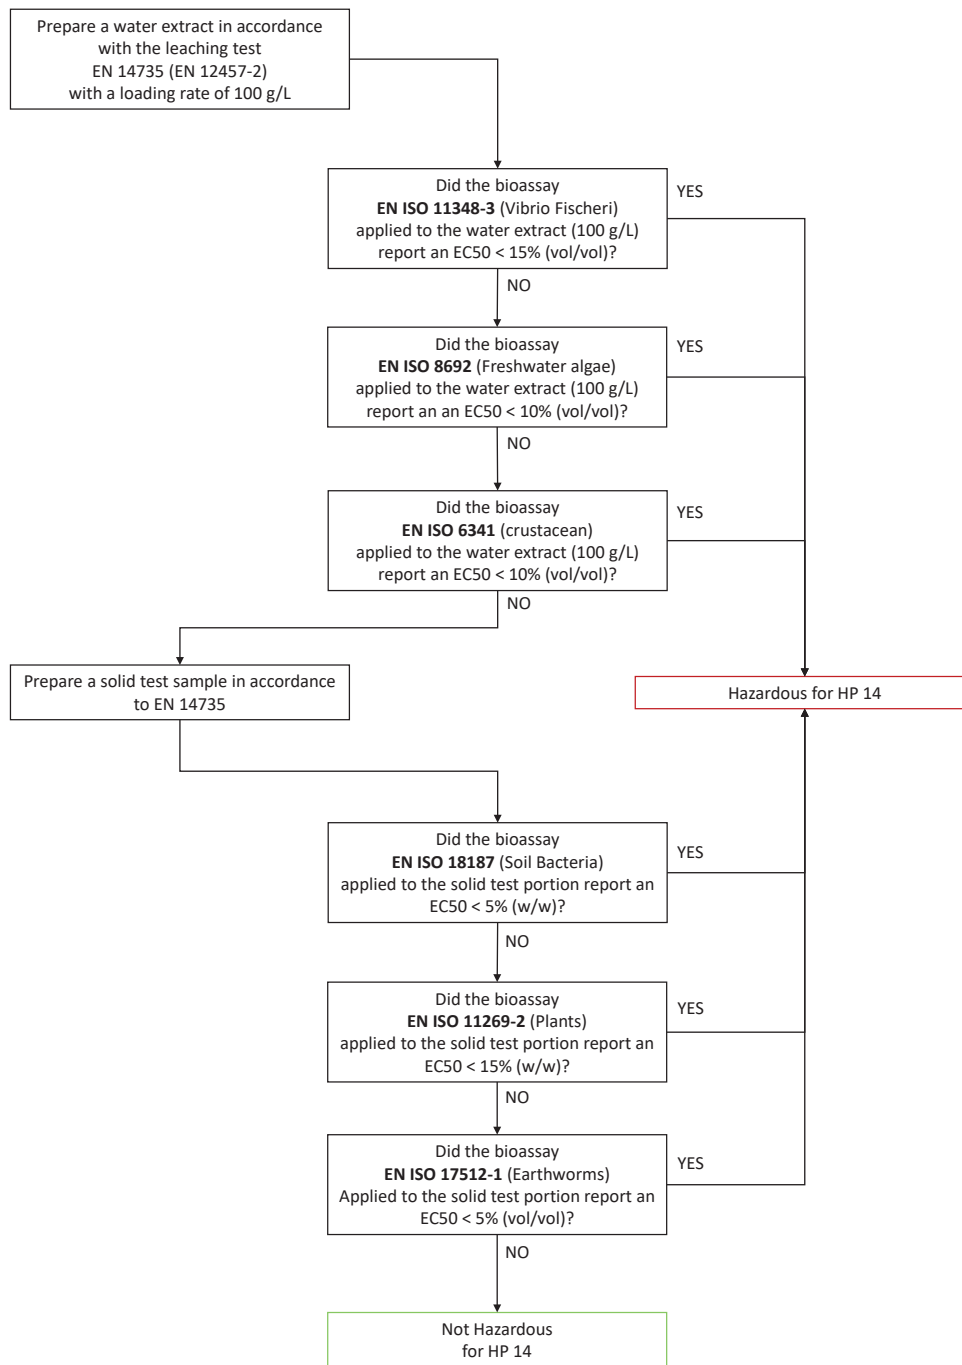 Prepare a water extract in accordance
with the leaching test
EN 14735 (EN 12457-2)
with a loading rate of 100 g/L
Did the bioassay
EN ISO 11348-3 (Vibrio Fischeri)
applied to the water extract (100 g/L)
report an EC50 < 15% (vol/vol)?
YES
NO
Did the bioassay
EN ISO 8692 (Freshwater algae)
applied to the water extract (100 g/L)
report an an EC50 < 10% (vol/vol)?
YES
NO
Did the bioassay
EN ISO 6341 (crustacean)
applied to the water extract (100 g/L)
report an EC50 < 10% (vol/vol)?
YES
NO
Prepare a solid test sample in accordance
to EN 14735
Hazardous for HP 14
Did the bioassay
EN ISO 18187 (Soil Bacteria)
applied to the solid test portion report an
EC50 < 5% (w/w)?
YES
NO
Did the bioassay
EN ISO 11269-2 (Plants)
applied to the solid test portion report an
EC50 < 15% (w/w)?
YES
NO
Did the bioassay
EN ISO 17512-1 (Earthworms)
Applied to the solid test portion report an
EC50 < 5% (vol/vol)?
YES
NO
Not Hazardous
for HP 14